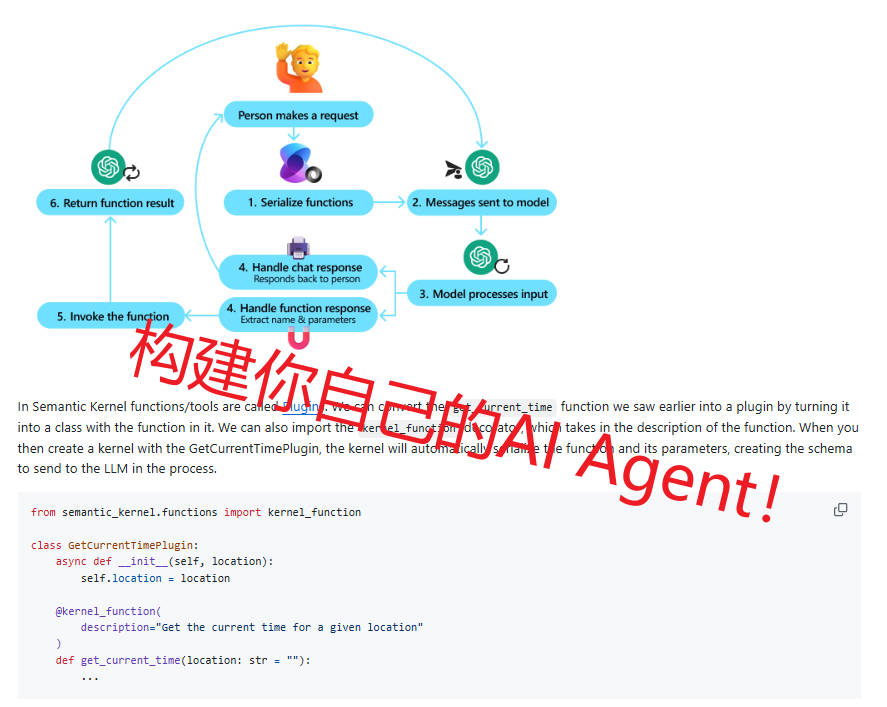 Person makes a request
1. Serialize functions
2. Messages sent to model
6. Return function result
4. Handle chat response
Responds back to person
3. Model processes input
4. Handle function response
Extract name & parameters
5. Invoke the function
构建你自己的AI Agent!
In Semantic Kernel functions/tools are called Plugins. We can convert the get_current_time function we saw earlier into a plugin by turning it
into a class with the function in it. We can also import the kernel_function decorator, which takes in the description of the function. When you
then create a kernel with the GetCurrentTimePlugin, the kernel will automatically serialize the function and its parameters, creating the schema
to send to the LLM in the process.
from semantic_kernel.functions import kernel_function
class GetCurrentTimePlugin:
async def __init__(self, location):
self.location = location
@kernel_function(
description="Get the current time for a given location"
)
def get_current_time(location: str = ""):
...